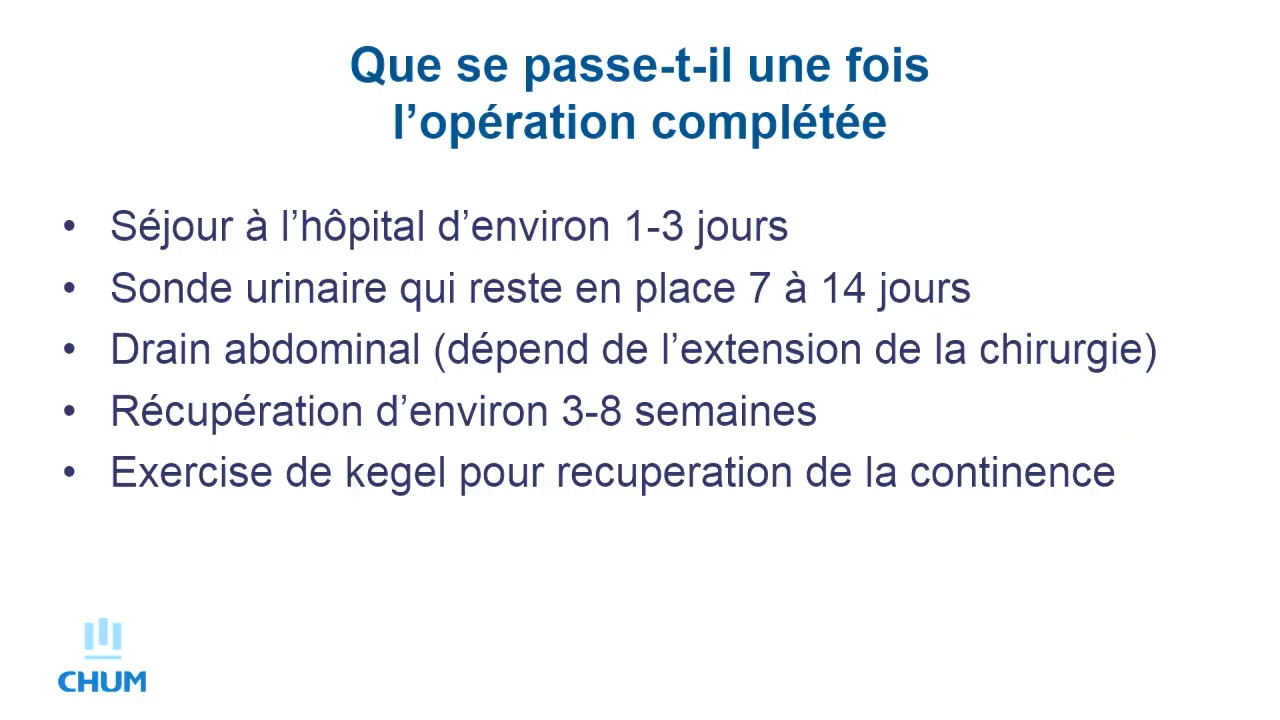 Que se passe-t-il une fois
l’opération complétée
• Séjour à l’hôpital d’environ 1-3 jours
• Sonde urinaire qui reste en place 7 à 14 jours
• Drain abdominal (dépend de l’extension de la chirurgie)
• Récupération d’environ 3-8 semaines
• Exercise de kegel pour recuperation de la continence
CHUM